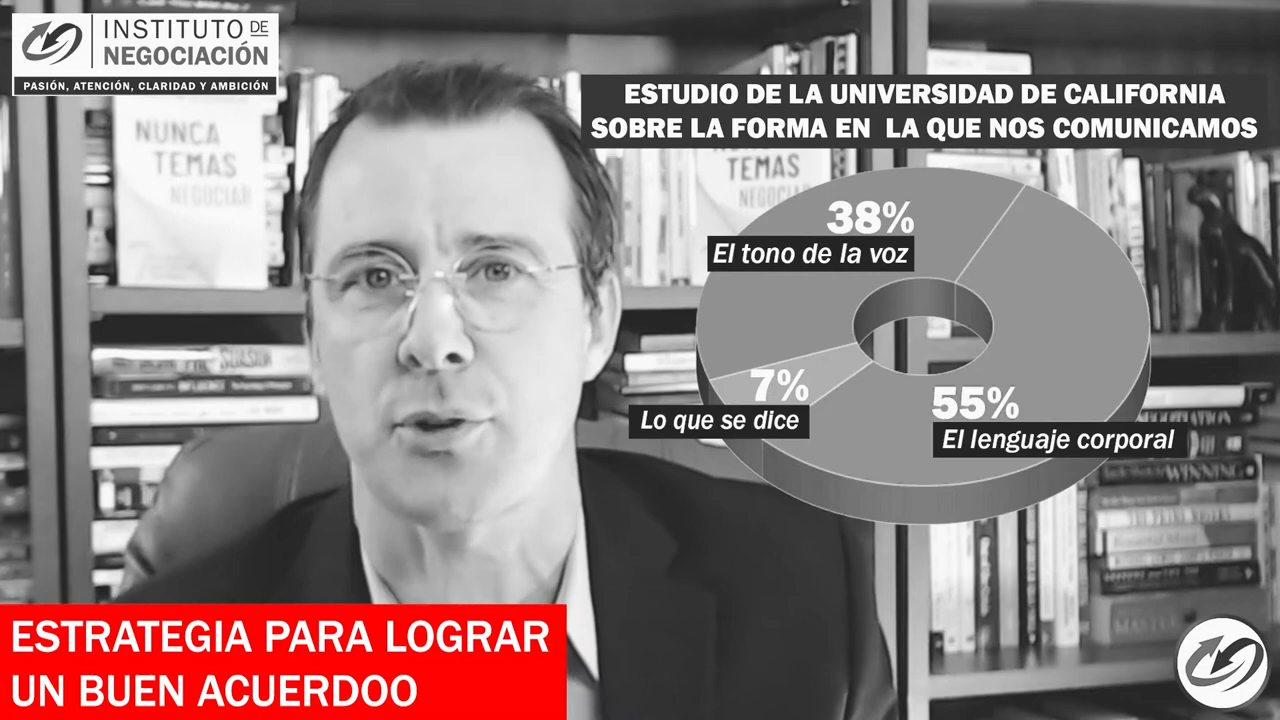 INSTITUTO DE
NEGOCIACIÓN
PASIÓN, ATENCIÓN, CLARIDAD Y AMBICIÓN
ESTUDIO DE LA UNIVERSIDAD DE CALIFORNIA
SOBRE LA FORMA EN LA QUE NOS COMUNICAMOS
NUNCA
TEMAS
NEGOCIAR
TEMAS
NEGOCIAR
38%
El tono de la voz
7%
Lo que se dice
55%
El lenguaje corporal
WINNING
ESTRATEGIA PARA LOGRAR
UN BUEN ACUERDOO